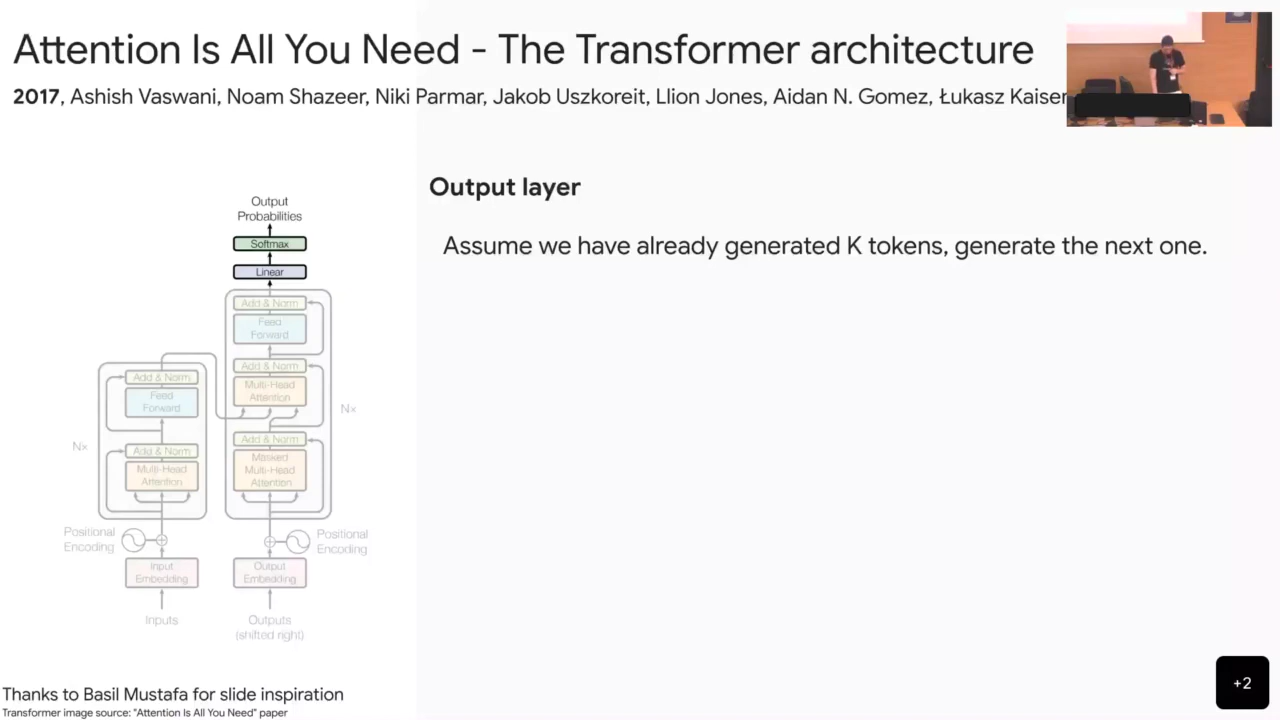 Attention Is All You Need - The Transformer architecture
2017, Ashish Vaswani, Noam Shazeer, Niki Parmar, Jakob Uszkoreit, Llion Jones, Aidan N. Gomez, Łukasz Kaiser
Output layer
Assume we have already generated K tokens, generate the next one.
Output
Probabilities
Softmax
Linear
Add & Norm
Feed
Forward
Add & Norm
Multi-Head
Attention
Nx
Add & Norm
Masked
Multi-Head
Attention
Add & Norm
Feed
Forward
Nx
Add & Norm
Multi-Head
Attention
Positional
Encoding
Positional
Encoding
Input
Embedding
Output
Embedding
Inputs
Outputs
(shifted right)
Thanks to Basil Mustafa for slide inspiration
Transformer image source: "Attention Is All You Need" paper
+2